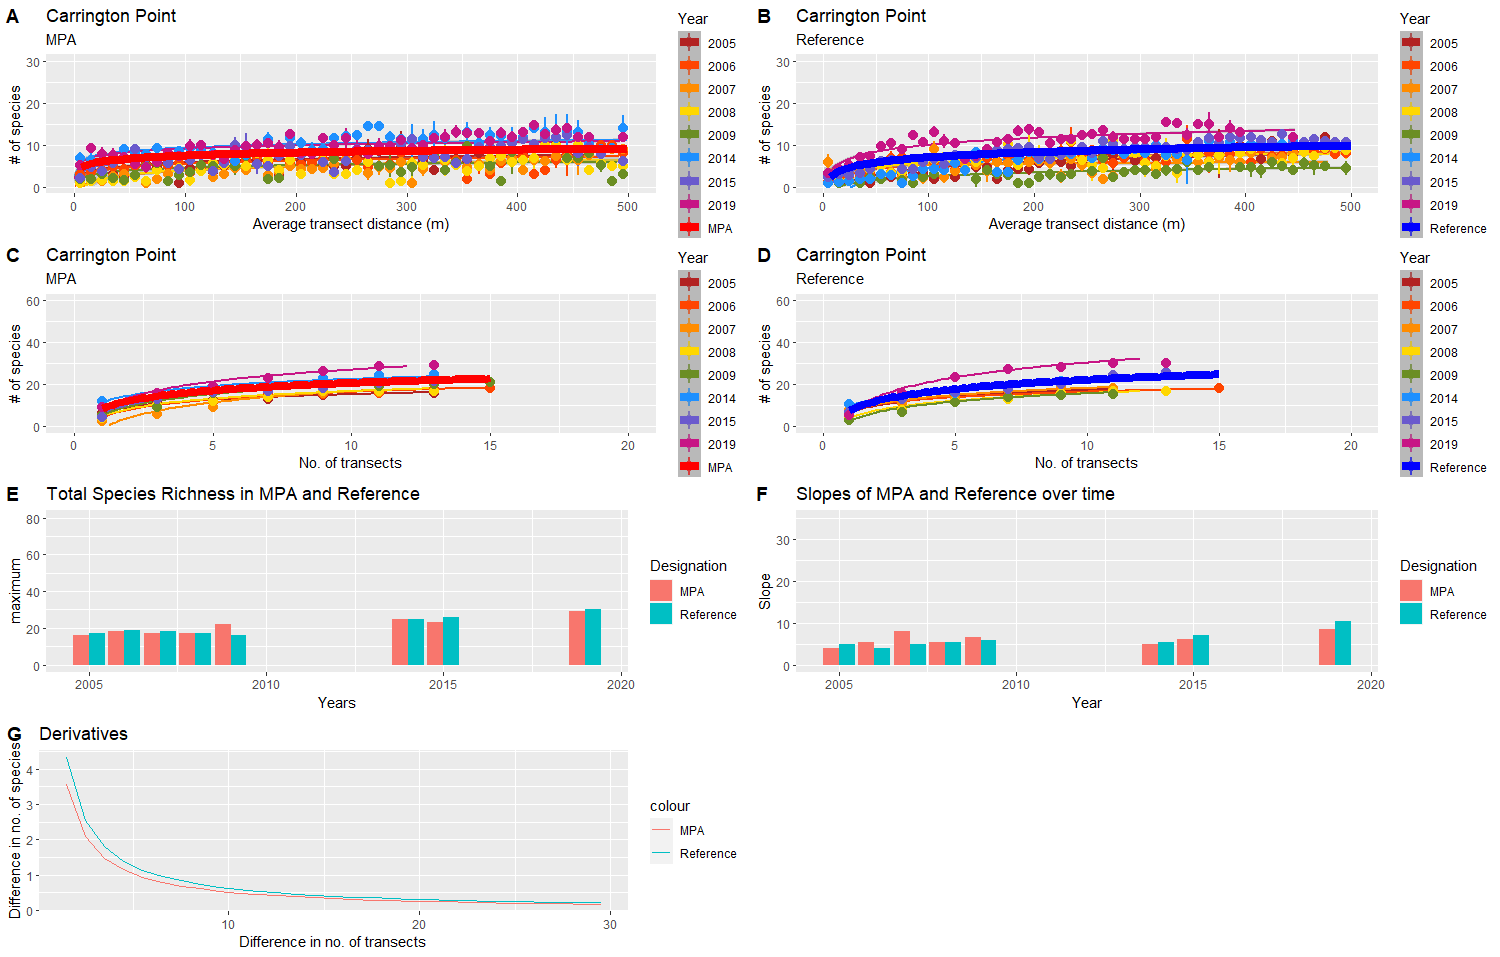 A Carrington Point
MPA
# of species
30
20
10
0
0 100 200 300 400 500
Average transect distance (m)
Year
2005
2006
2007
2008
2009
2014
2015
2019
MPA
B Carrington Point
Reference
# of species
30
20
10
0
0 100 200 300 400 500
Average transect distance (m)
Year
2005
2006
2007
2008
2009
2014
2015
2019
Reference
C Carrington Point
MPA
# of species
60
40
20
0
0 5 10 15 20
No. of transects
Year
2005
2006
2007
2008
2009
2014
2015
2019
MPA
D Carrington Point
Reference
# of species
60
40
20
0
0 5 10 15 20
No. of transects
Year
2005
2006
2007
2008
2009
2014
2015
2019
Reference
E Total Species Richness in MPA and Reference
maximum
80
60
40
20
0
2005 2010 2015 2020
Years
Designation
MPA
Reference
F Slopes of MPA and Reference over time
Slope
30
20
10
0
2005 2010 2015 2020
Year
Designation
MPA
Reference
G Derivatives
Difference in no. of species
4
3
2
1
0
10 20 30
Difference in no. of transects
colour
MPA
Reference